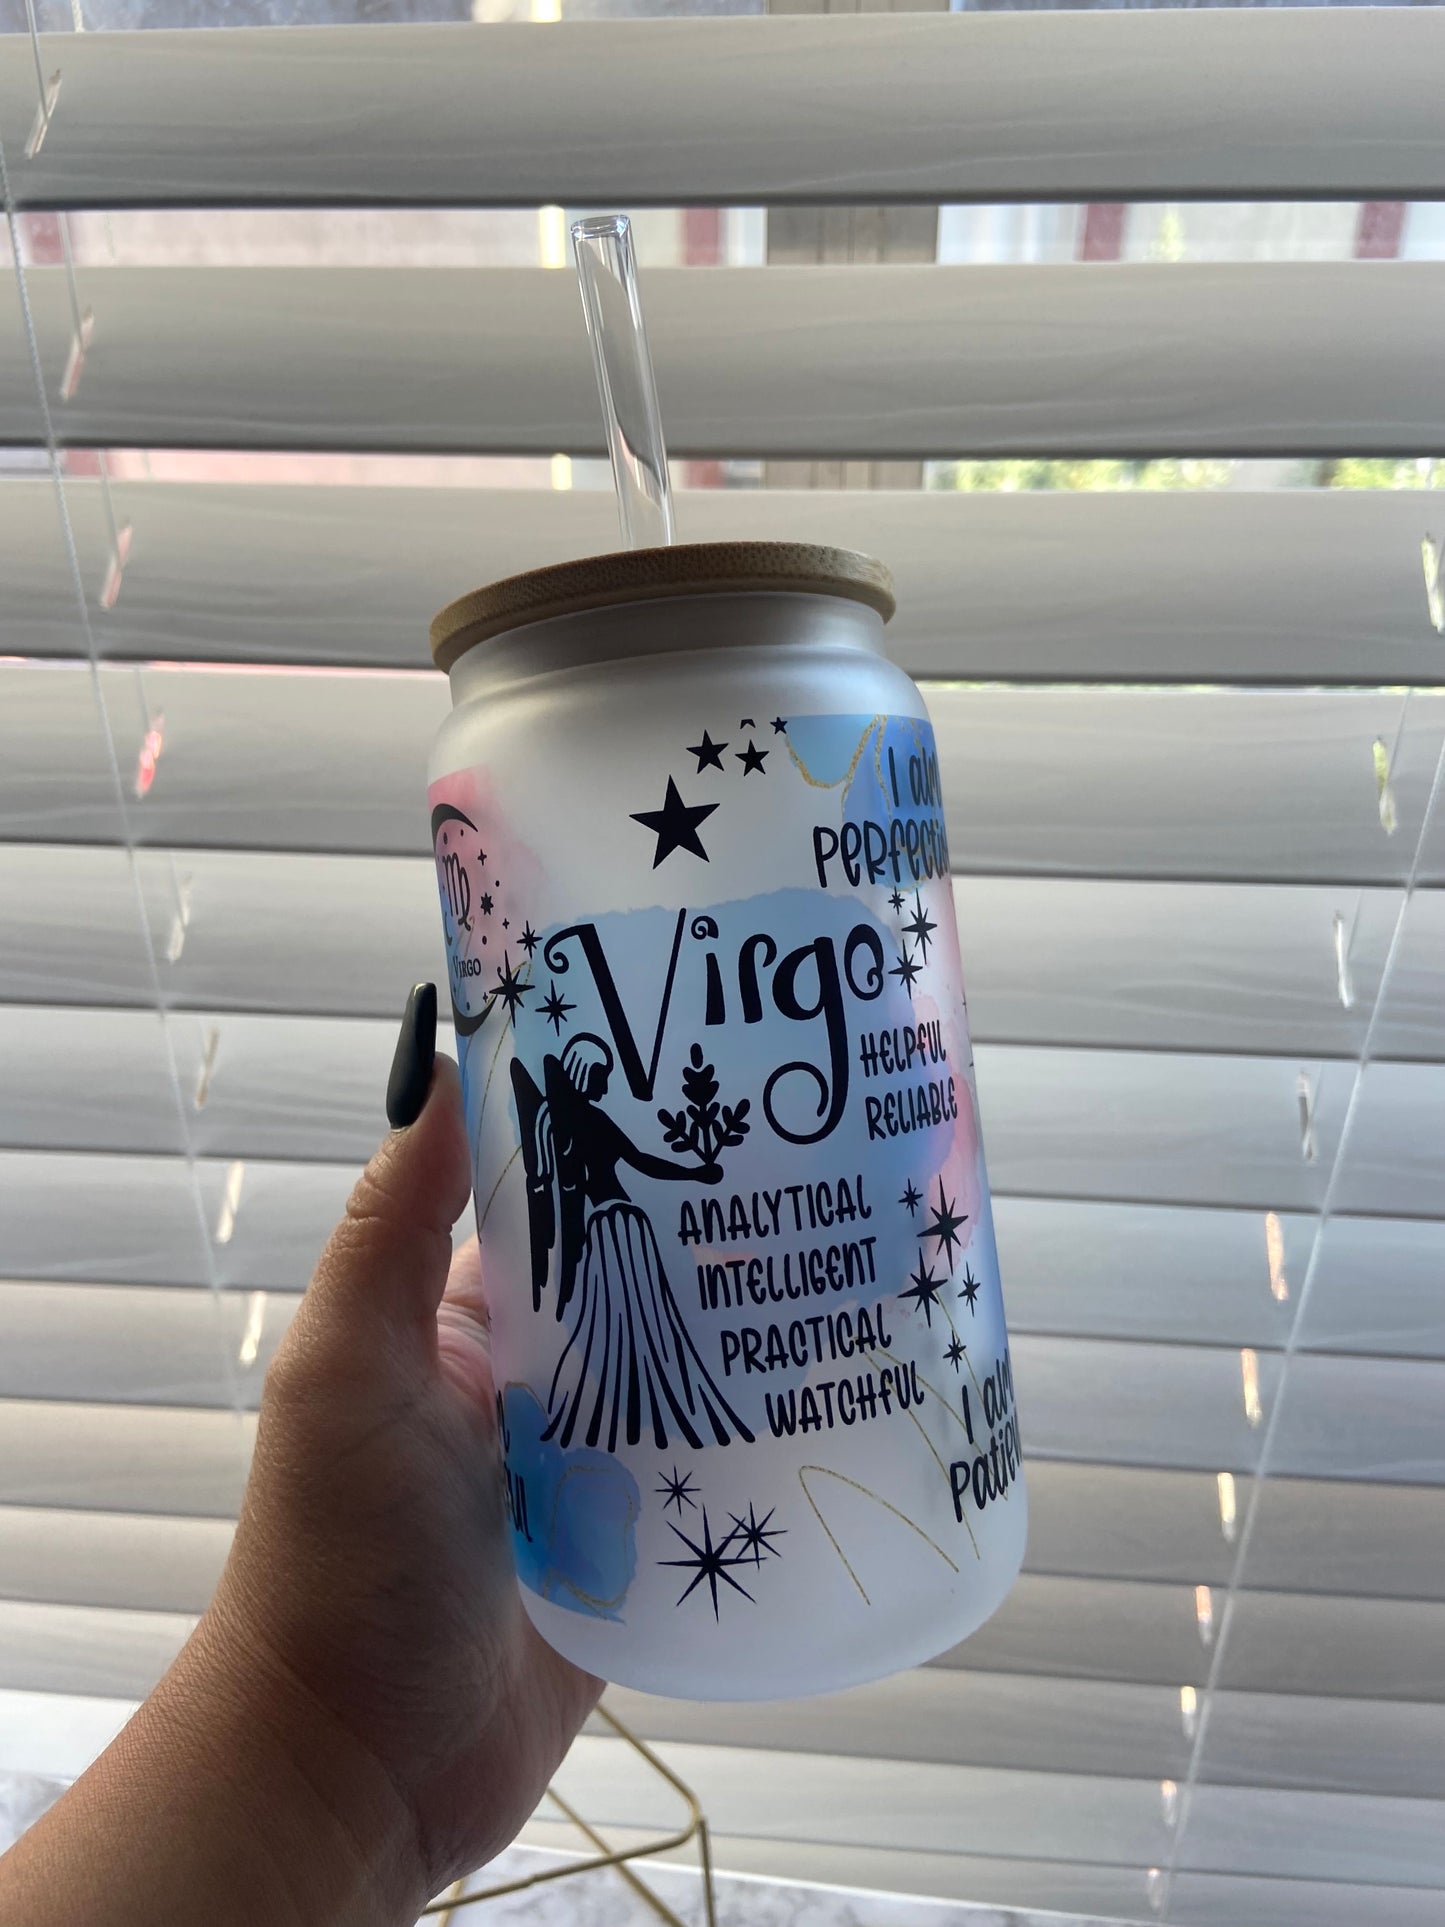 I am
Virgo
Virgo
HELPFUL
RELIABLE
ANALYTICAL
INTELLIGENT
PRACTICAL
WATCHFUL
I am